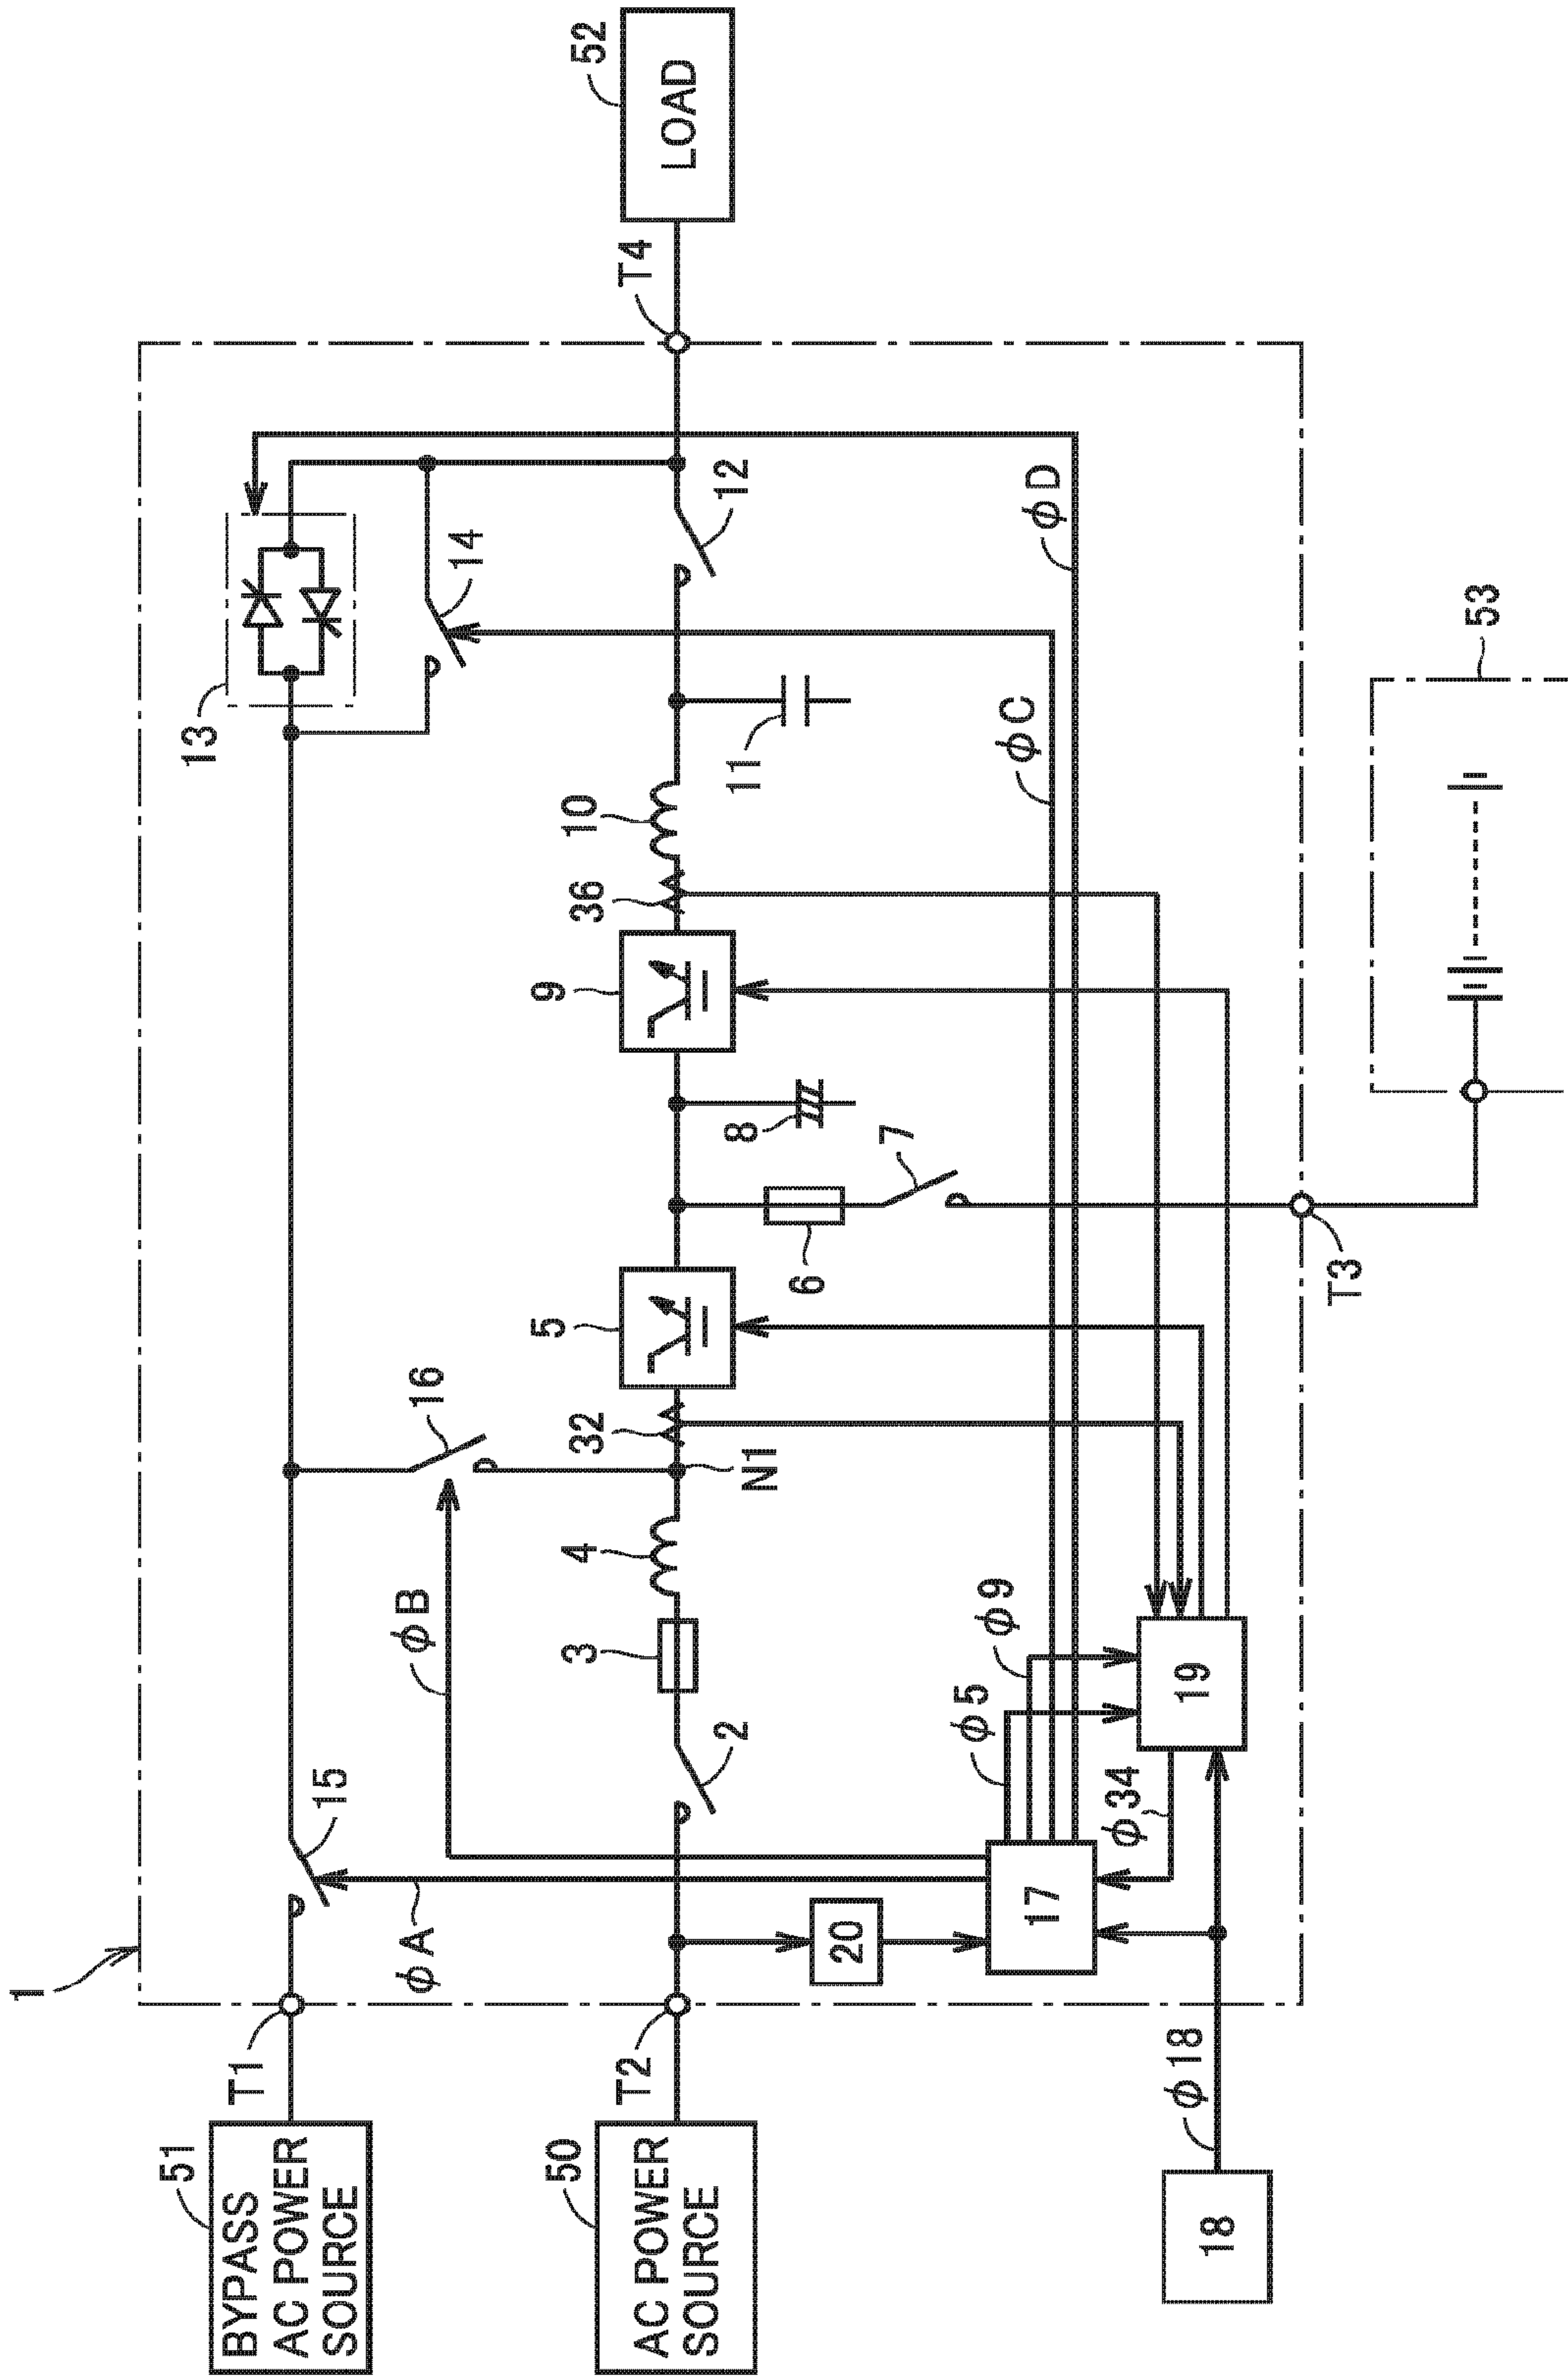 1
51
BYPASS
AC POWER
SOURCE
T1
φA
15
φB
16
13
14
50
AC POWER
SOURCE
T2
2
3
4
N1
32
5
6
7
8
9
36
10
11
12
T4
52
LOAD
20
17
φ5
φ9
φC
φD
φ34
19
18
φ18
T3
53